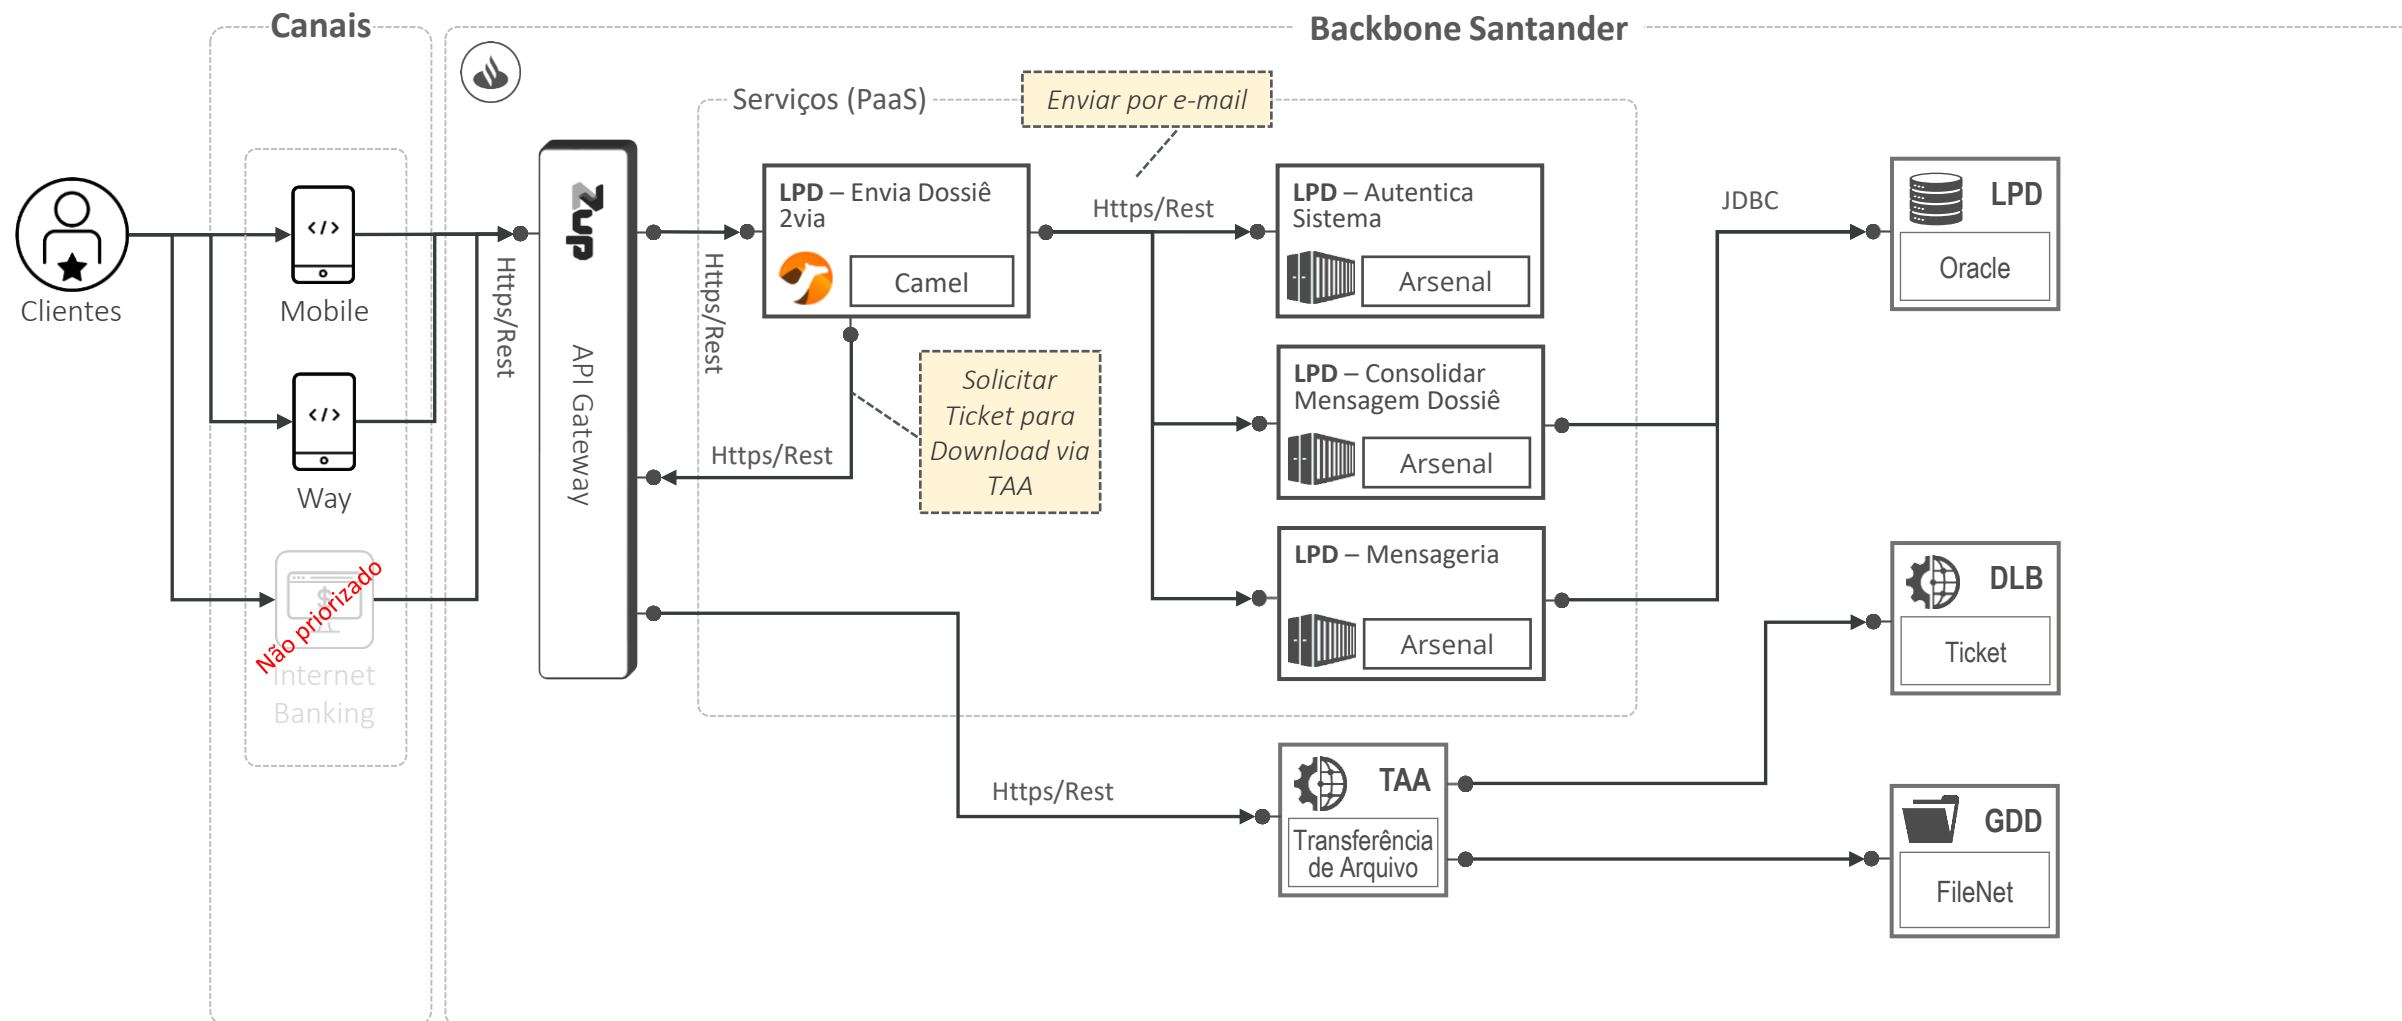 Canais
Backbone Santander
Serviços (PaaS)
Enviar por e-mail
Clientes
Mobile
Way
Não priorizado
Internet
Banking
Https/Rest
zup
API Gateway
Https/Rest
LPD – Envia Dossiê
2via
Camel
Https/Rest
Solicitar
Ticket para
Download via
TAA
Https/Rest
LPD – Autentica
Sistema
Arsenal
LPD – Consolidar
Mensagem Dossiê
Arsenal
LPD – Mensageria
Arsenal
JDBC
LPD
Oracle
DLB
Ticket
Https/Rest
TAA
Transferência
de Arquivo
GDD
FileNet